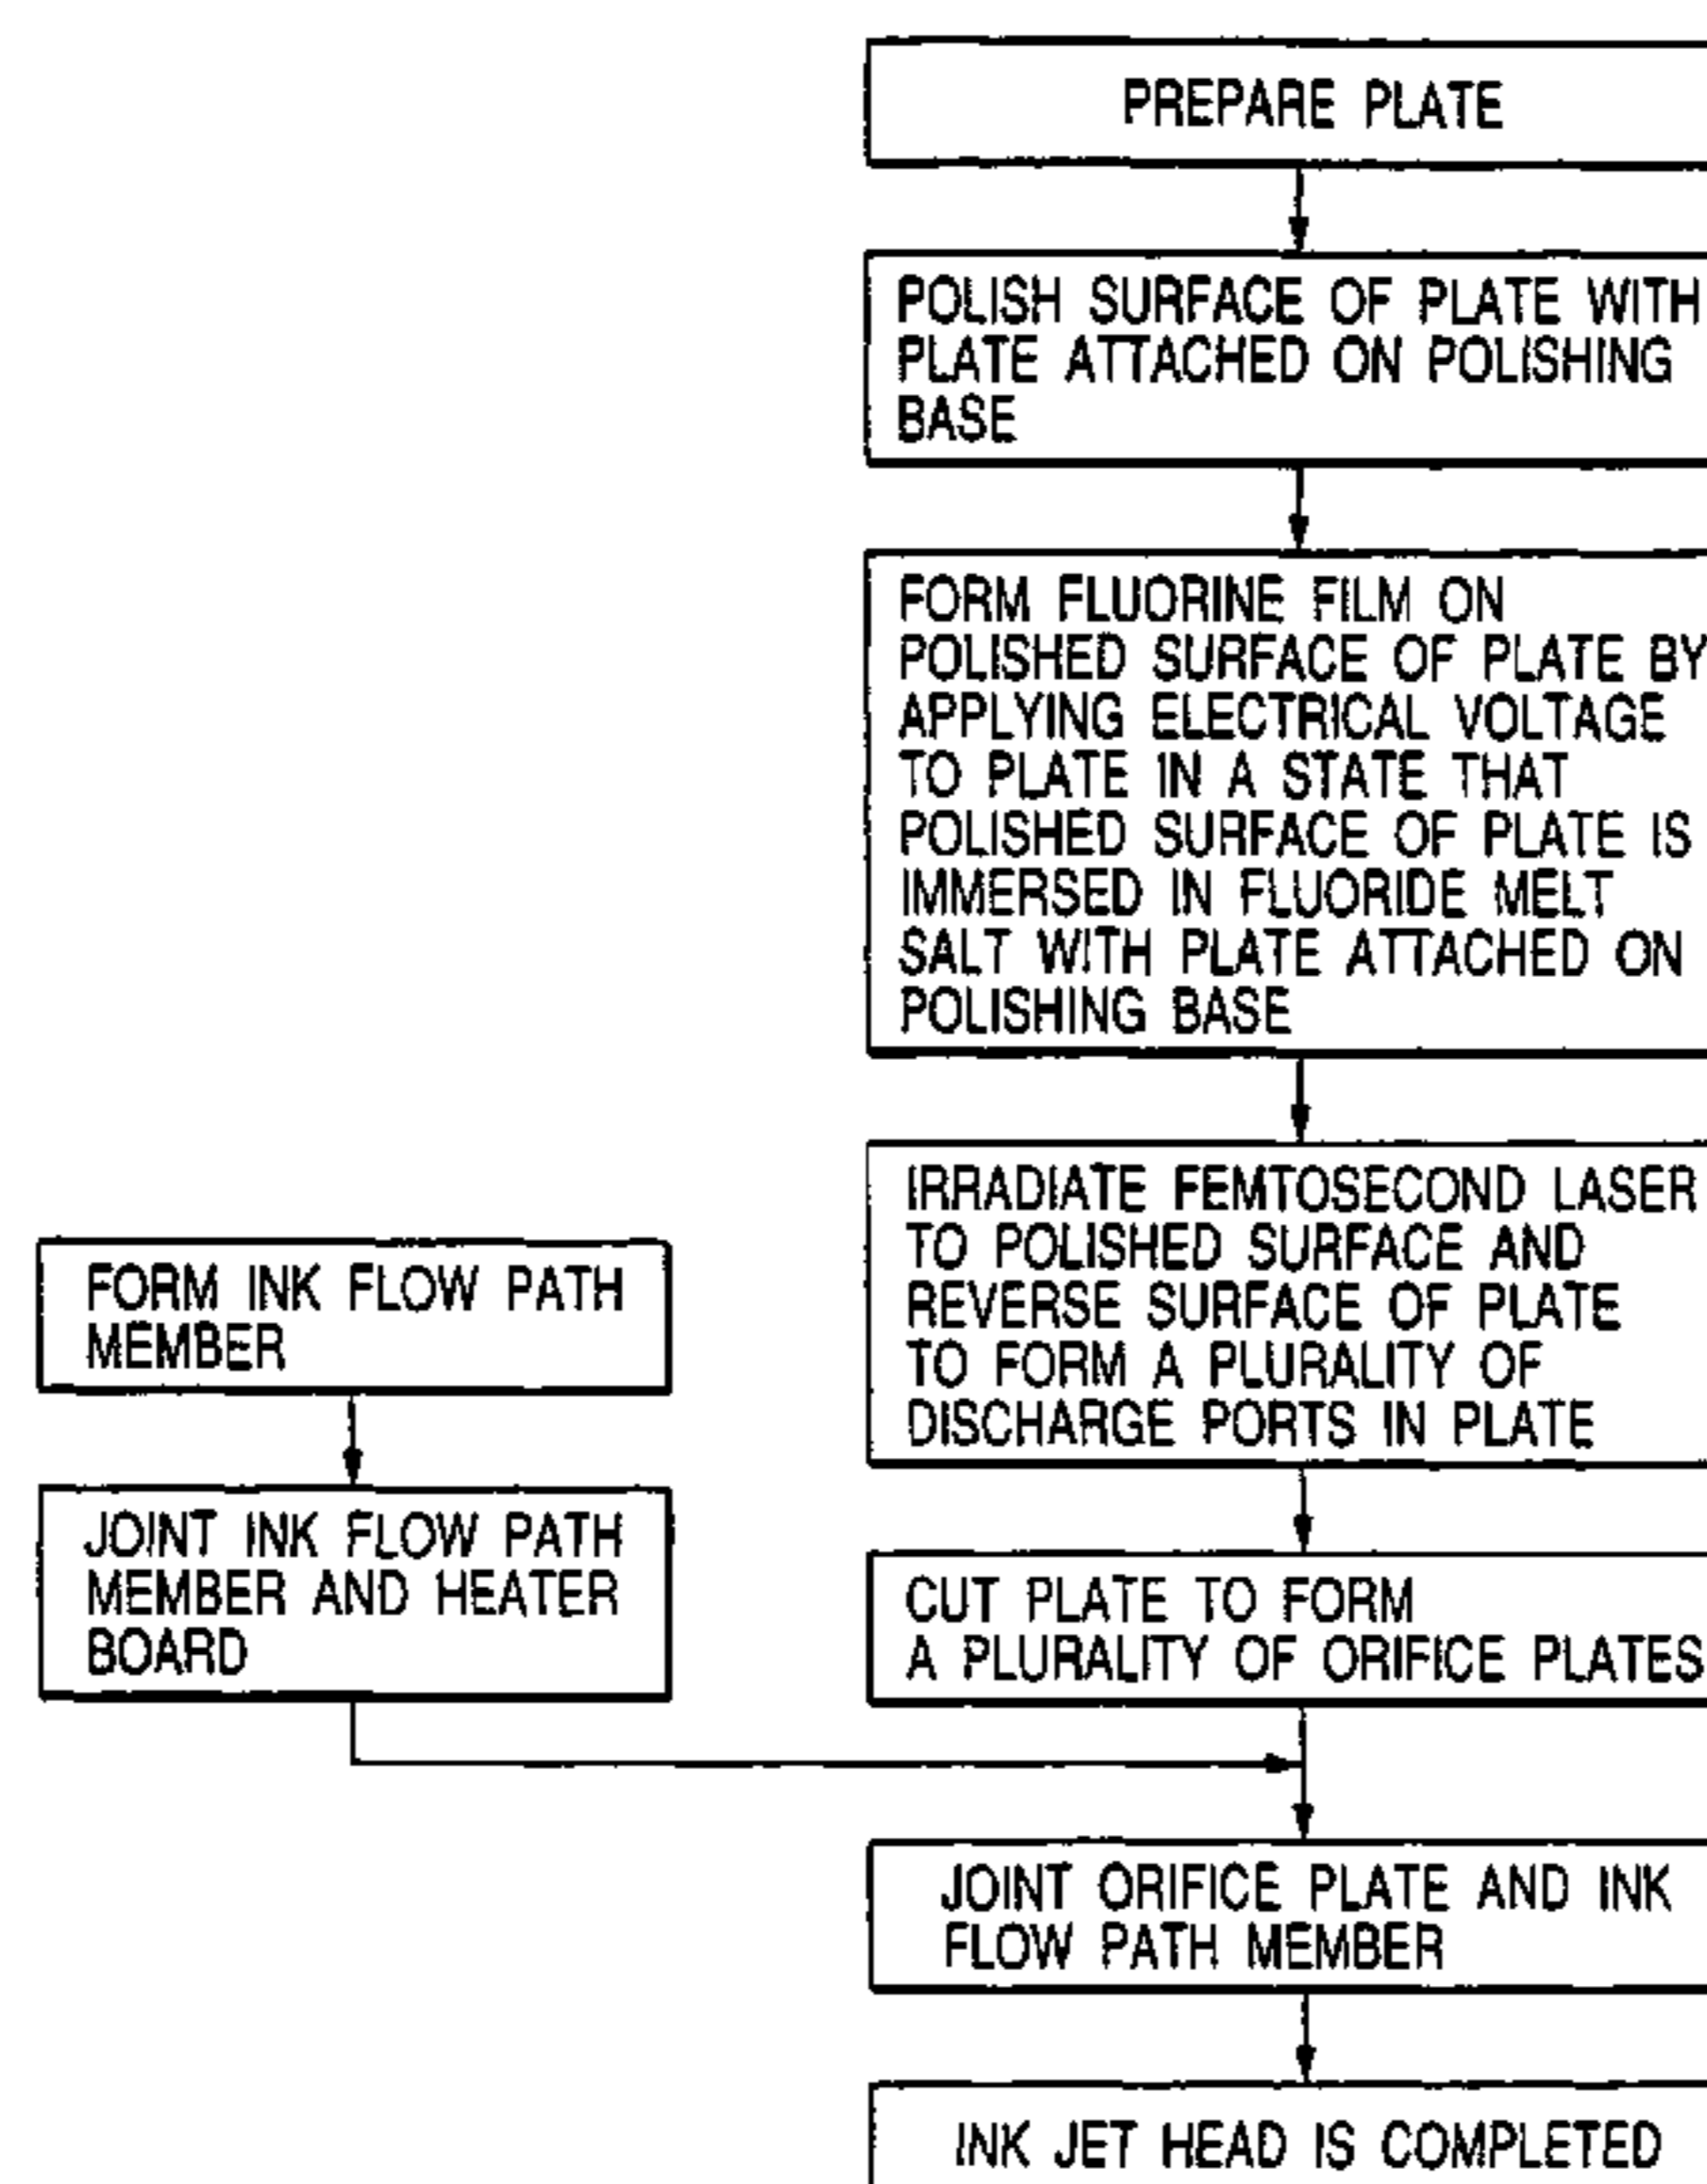 PREPARE PLATE
POLISH SURFACE OF PLATE WITH
PLATE ATTACHED ON POLISHING
BASE
FORM FLUORINE FILM ON
POLISHED SURFACE OF PLATE BY
APPLYING ELECTRICAL VOLTAGE
TO PLATE IN A STATE THAT
POLISHED SURFACE OF PLATE IS
IMMERSED IN FLUORIDE MELT
SALT WITH PLATE ATTACHED ON
POLISHING BASE
IRRADIATE FEMTOSECOND LASER
TO POLISHED SURFACE AND
REVERSE SURFACE OF PLATE
TO FORM A PLURALITY OF
DISCHARGE PORTS IN PLATE
FORM INK FLOW PATH
MEMBER
JOINT INK FLOW PATH
MEMBER AND HEATER
BOARD
CUT PLATE TO FORM
A PLURALITY OF ORIFICE PLATES
JOINT ORIFICE PLATE AND INK
FLOW PATH MEMBER
INK JET HEAD IS COMPLETED